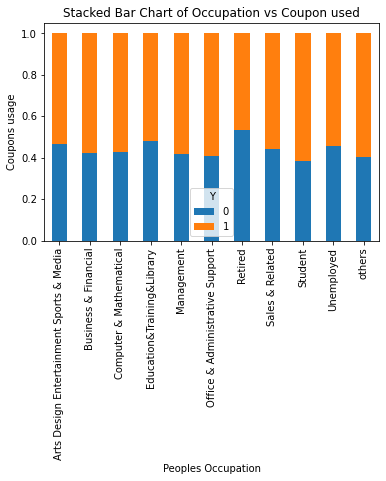 Stacked Bar Chart of Occupation vs Coupon used
Coupons usage
1.0
0.8
0.6
0.4
0.2
0.0
Y
0
1
Arts Design Entertainment Sports & Media
Business & Financial
Computer & Mathematical
Education&Training&Library
Management
Office & Administrative Support
Retired
Sales & Related
Student
Unemployed
others
Peoples Occupation